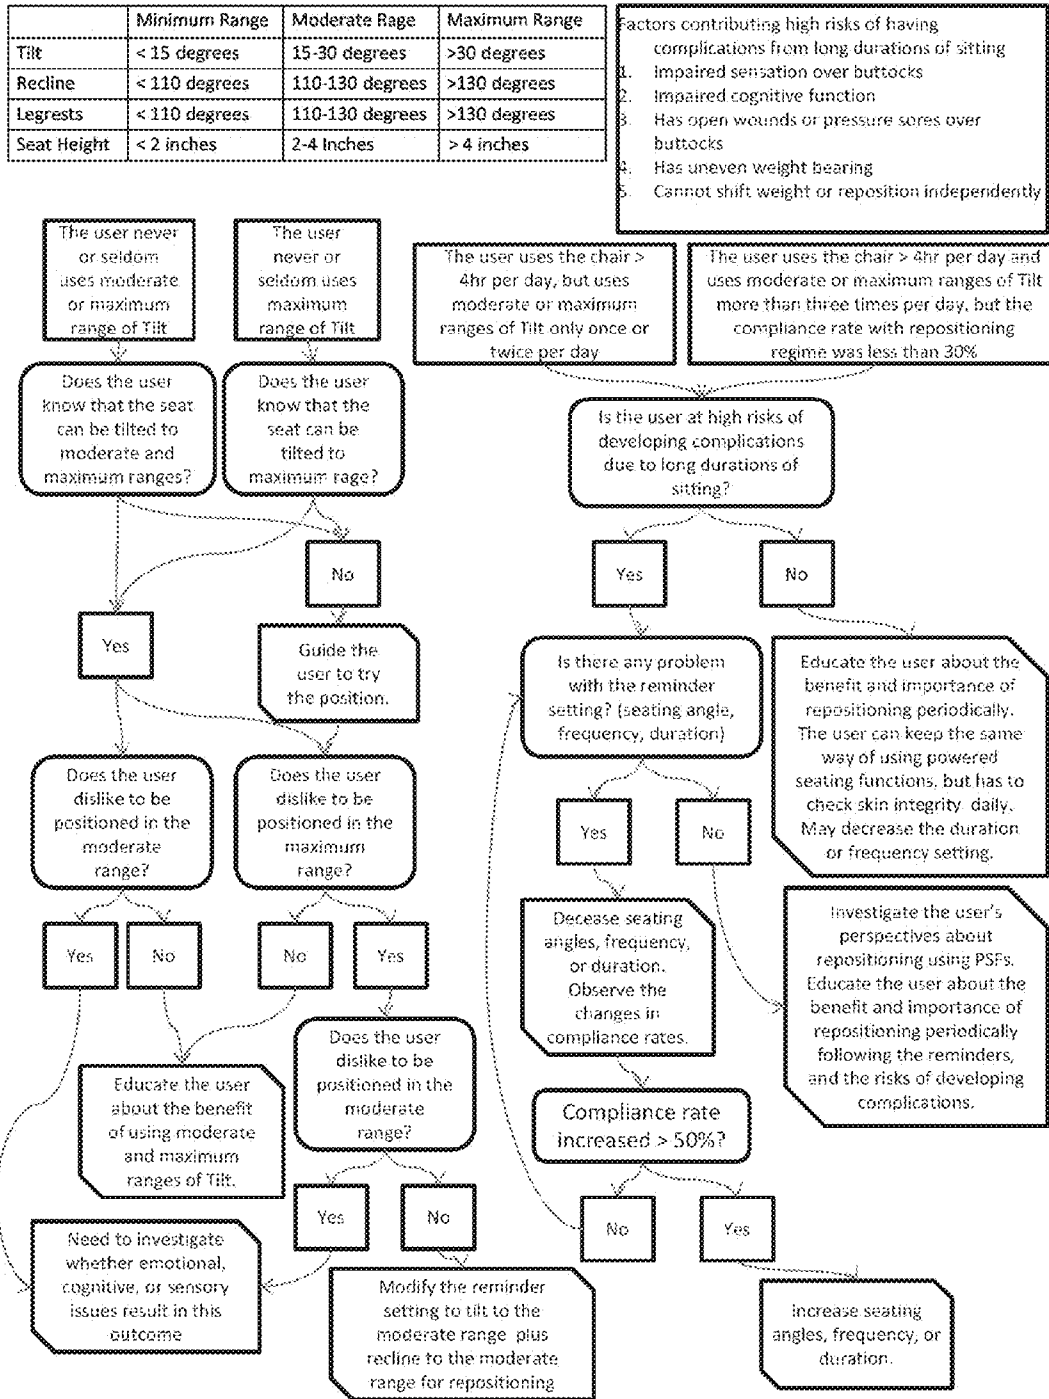 Minimum Range Moderate Rage Maximum Range
Tilt < 15 degrees 15-30 degrees >30 degrees
Recline < 110 degrees 110-130 degrees >130 degrees
Legrests < 110 degrees 110-130 degrees >130 degrees
Seat Height < 2 inches 2-4 Inches > 4 inches
Factors contributing high risks of having
complications from long durations of sitting
1. Impaired sensation over buttocks
2. Impaired cognitive function
3. Has open wounds or pressure sores over
buttocks
4. Has uneven weight bearing
5. Cannot shift weight or reposition independently
The user never
or seldom
uses moderate
or maximum
range of Tilt
The user
never or
seldom uses
maximum
range of Tilt
The user uses the chair >
4hr per day, but uses
moderate or maximum
ranges of Tilt only once or
twice per day
The user uses the chair > 4hr per day and
uses moderate or maximum ranges of Tilt
more than three times per day, but the
compliance rate with repositioning
regime was less than 30%
Does the user
know that the seat
can be tilted to
moderate and
maximum ranges?
Does the user
know that the
seat can be
tilted to
maximum rage?
Is the user at high risks of
developing complications
due to long durations of
sitting?
No
Yes
Yes
No
Guide the
user to try
the position.
Is there any problem
with the reminder
setting? (seating angle,
frequency, duration)
Educate the user about the
benefit and importance of
repositioning periodically.
The user can keep the same
way of using powered
seating functions, but has to
check skin integrity daily.
May decrease the duration
or frequency setting.
Does the user
dislike to be
positioned in the
moderate
range?
Does the user
dislike to be
positioned in the
maximum
range?
Yes
No
Yes
No
No
Yes
Decease seating
angles, frequency,
or duration.
Observe the
changes in
compliance rates.
Investigate the user's
perspectives about
repositioning using PSFs.
Educate the user about the
benefit and importance of
repositioning periodically
following the reminders,
and the risks of developing
complications.
Does the user
dislike to be
positioned in the
moderate
range?
Educate the user
about the benefit
of using moderate
and maximum
ranges of Tilt.
Compliance rate
increased > 50%?
Yes
No
No
Yes
Need to investigate
whether emotional,
cognitive, or sensory
issues result in this
outcome
Modify the reminder
setting to tilt to the
moderate range plus
recline to the moderate
range for repositioning
Increase seating
angles, frequency, or
duration.